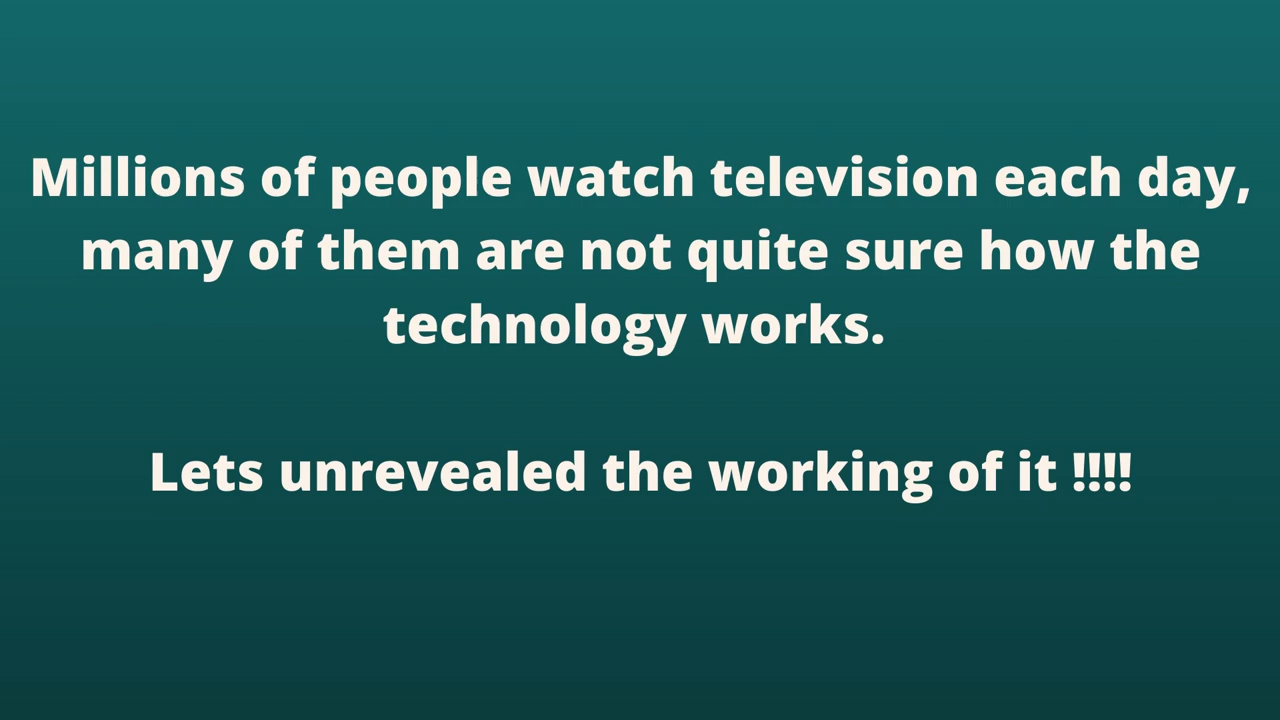 Millions of people watch television each day,
many of them are not quite sure how the
technology works.
Lets unrevealed the working of it !!!!